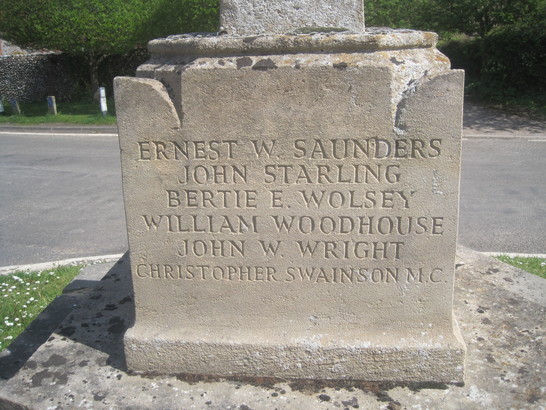 ERNEST W. SAUNDERS
JOHN STARLING
BERTIE E. WOLSEY
WILLIAM WOODHOUSE
JOHN W. WRIGHT
CHRISTOPHER SWAINSON M.C.